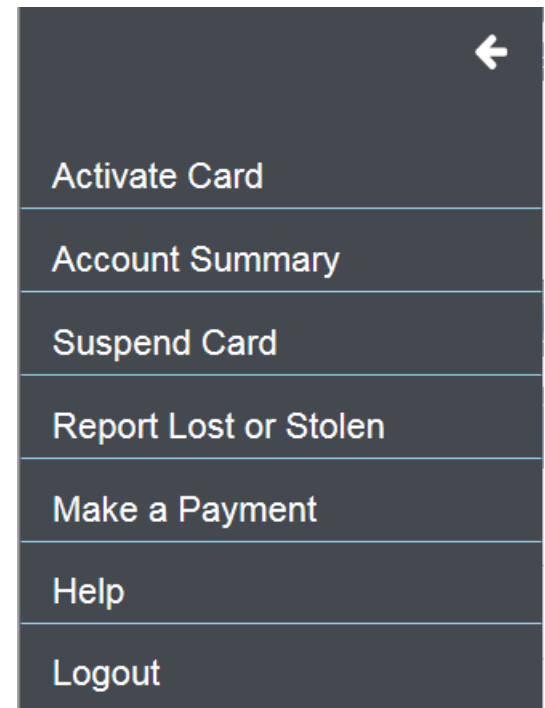 Activate Card
Account Summary
Suspend Card
Report Lost or Stolen
Make a Payment
Help
Logout